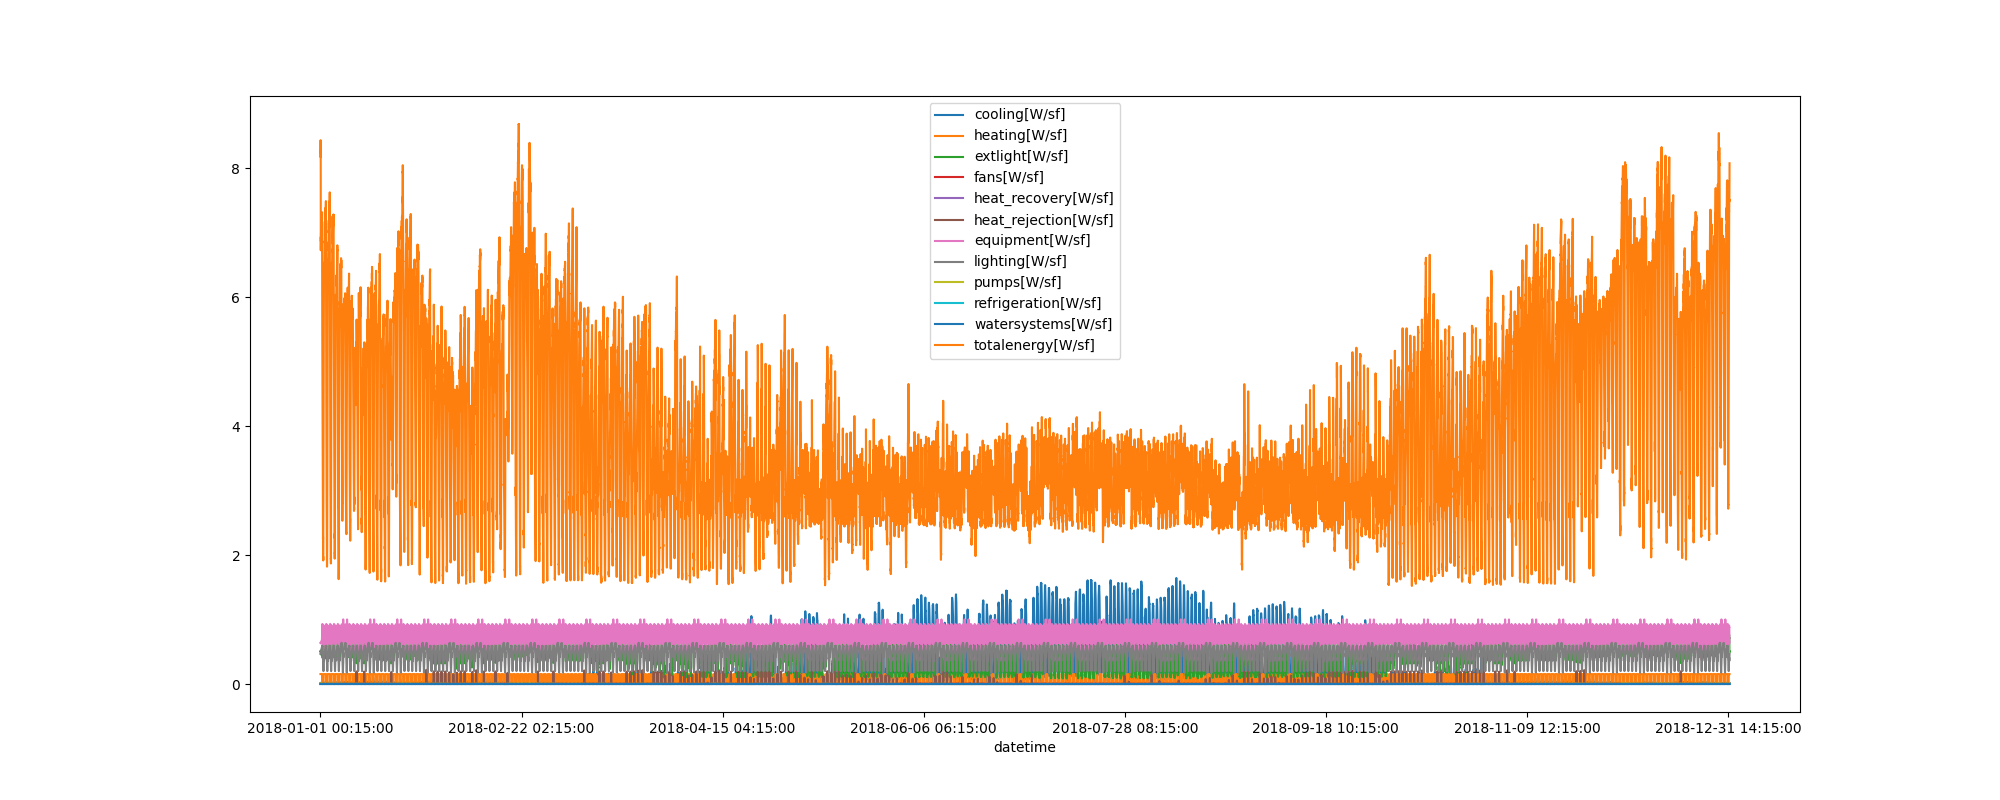 cooling[W/sf]
heating[W/sf]
extlight[W/sf]
fans[W/sf]
heat_recovery[W/sf]
heat_rejection[W/sf]
equipment[W/sf]
lighting[W/sf]
pumps[W/sf]
refrigeration[W/sf]
watersystems[W/sf]
totalenergy[W/sf]
8
6
4
2
0
2018-01-01 00:15:00 2018-02-22 02:15:00 2018-04-15 04:15:00 2018-06-06 06:15:00 2018-07-28 08:15:00 2018-09-18 10:15:00 2018-11-09 12:15:00 2018-12-31 14:15:00
datetime